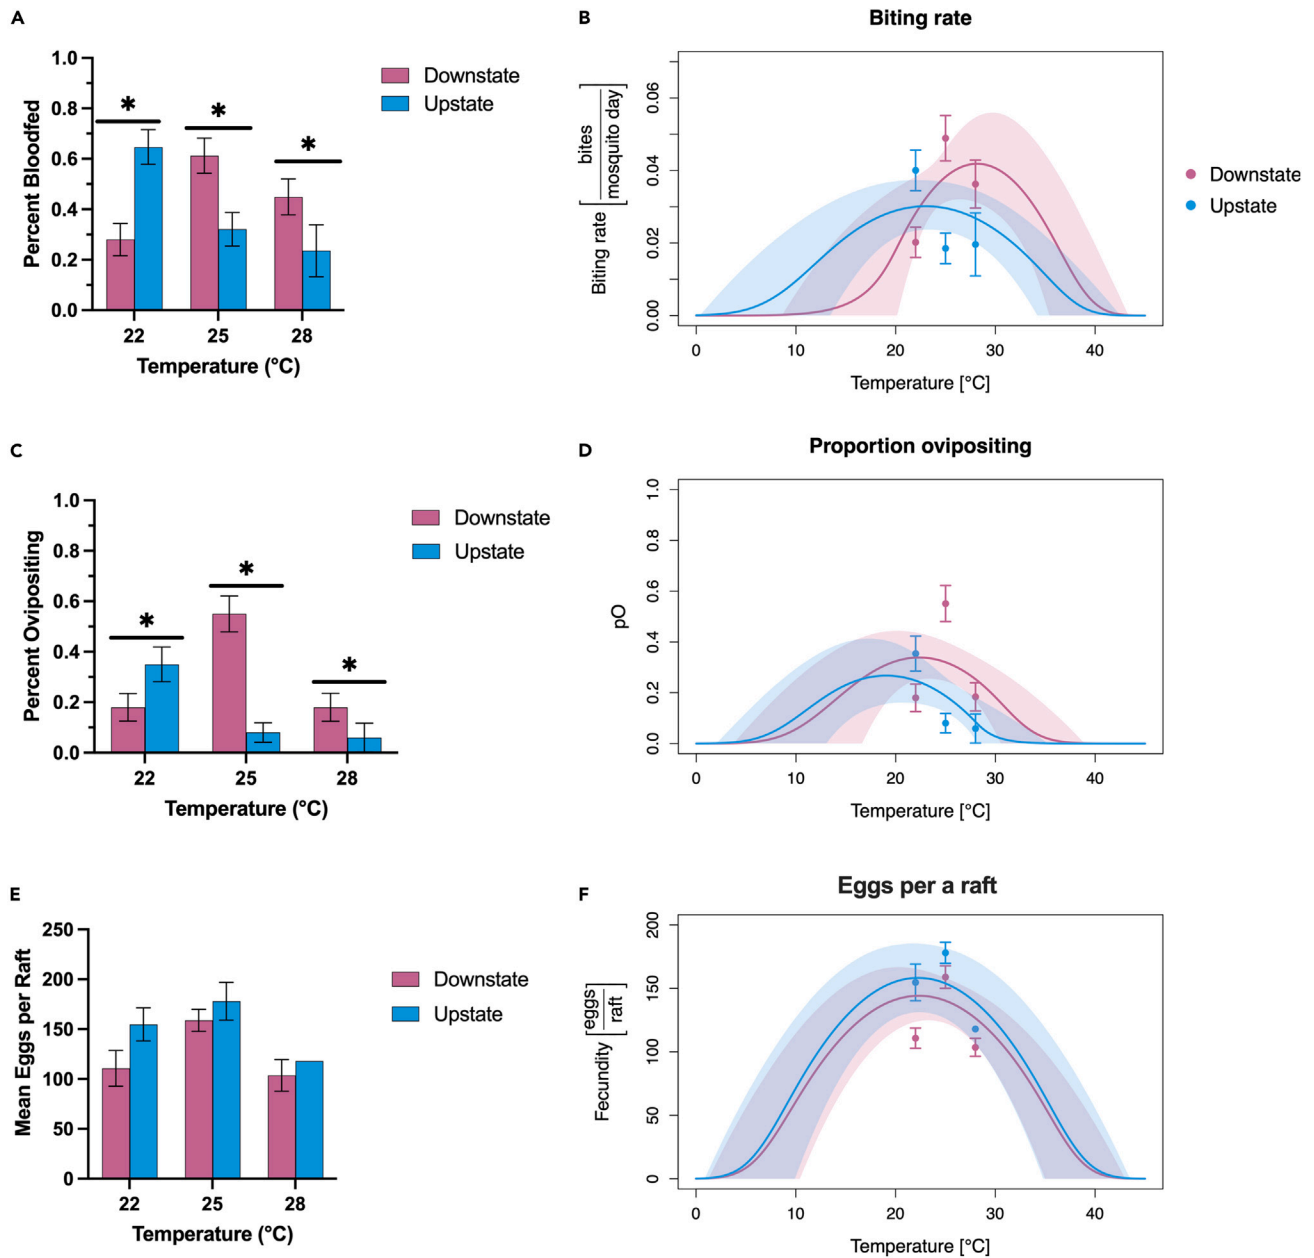 A
1.0
0.8
0.6
0.4
0.2
0.0
Percent Bloodfed
*
*
*
22
25
28
Temperature (°C)
Downstate
Upstate
B
Biting rate
0.06
0.04
0.02
0.00
Biting rate [bites
mosquito day]
0
10
20
30
40
Temperature [°C]
Downstate
Upstate
C
1.0
0.8
0.6
0.4
0.2
0.0
Percent Ovipositing
*
*
*
22
25
28
Temperature (°C)
Downstate
Upstate
D
Proportion ovipositing
1.0
0.8
0.6
0.4
0.2
0.0
pO
0
10
20
30
40
Temperature [°C]
E
250
200
150
100
50
0
Mean Eggs per Raft
22
25
28
Temperature (°C)
Downstate
Upstate
F
Eggs per a raft
200
150
100
50
0
Fecundity [eggs
raft]
0
10
20
30
40
Temperature [°C]